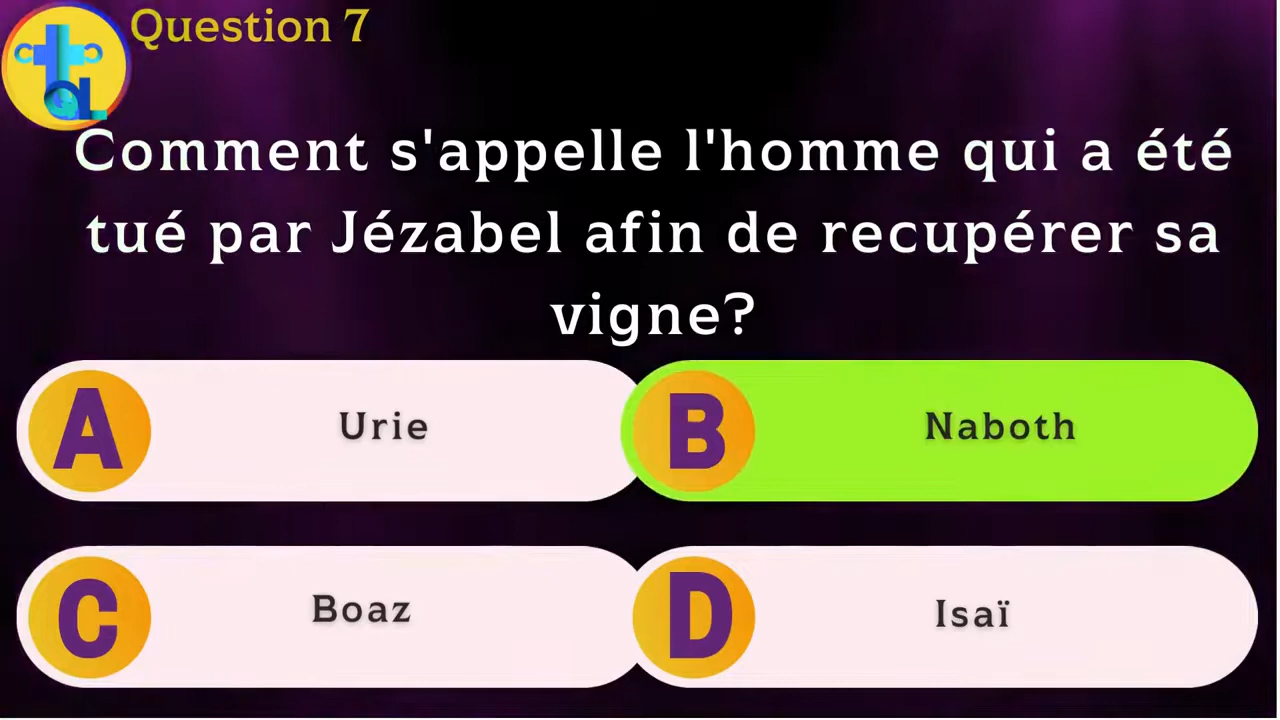 Question 7
Comment s'appelle l'homme qui a été
tué par Jézabel afin de recupérer sa
vigne?
A Urie
B Naboth
C Boaz
D Isaï